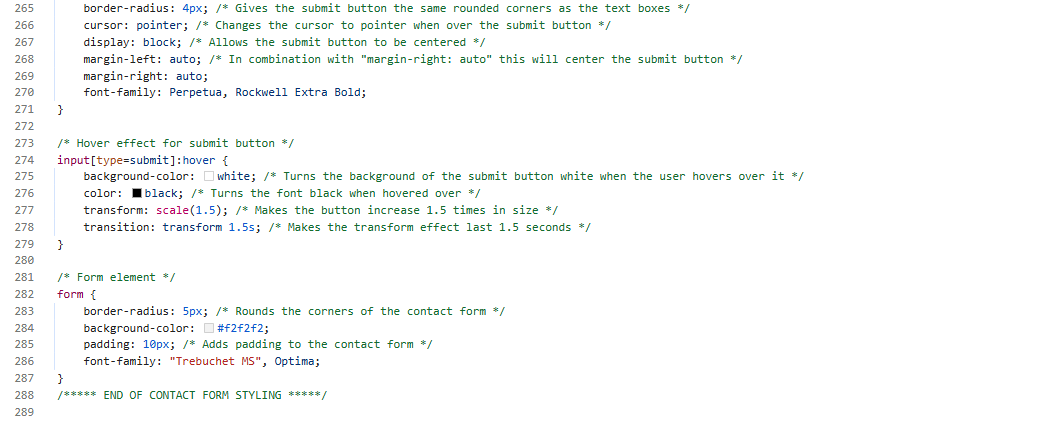 265 border-radius: 4px; /* Gives the submit button the same rounded corners as the text boxes */
266 cursor: pointer; /* Changes the cursor to pointer when over the submit button */
267 display: block; /* Allows the submit button to be centered */
268 margin-left: auto; /* In combination with "margin-right: auto" this will center the submit button */
269 margin-right: auto;
270 font-family: Perpetua, Rockwell Extra Bold;
271 }
272
273 /* Hover effect for submit button */
274 input[type=submit]:hover {
275 background-color: white; /* Turns the background of the submit button white when the user hovers over it */
276 color: black; /* Turns the font black when hovered over */
277 transform: scale(1.5); /* Makes the button increase 1.5 times in size */
278 transition: transform 1.5s; /* Makes the transform effect last 1.5 seconds */
279 }
280
281 /* Form element */
282 form {
283 border-radius: 5px; /* Rounds the corners of the contact form */
284 background-color: #f2f2f2;
285 padding: 10px; /* Adds padding to the contact form */
286 font-family: "Trebuchet MS", Optima;
287 }
288 /***** END OF CONTACT FORM STYLING *****/
289